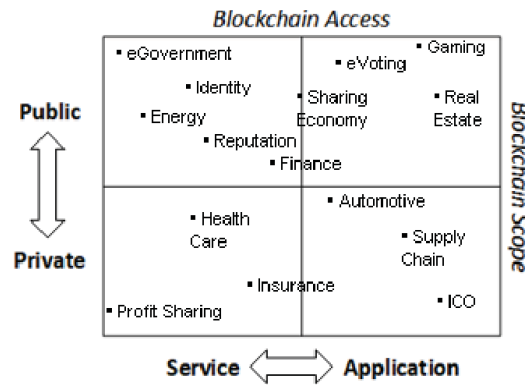 Blockchain Access
eGovernment
Gaming
eVoting
Identity
Sharing
Economy
Real
Estate
Public
Energy
Reputation
Finance
Blockchain Scope
Automotive
Health
Care
Supply
Chain
Private
Insurance
ICO
Profit Sharing
Service
Application